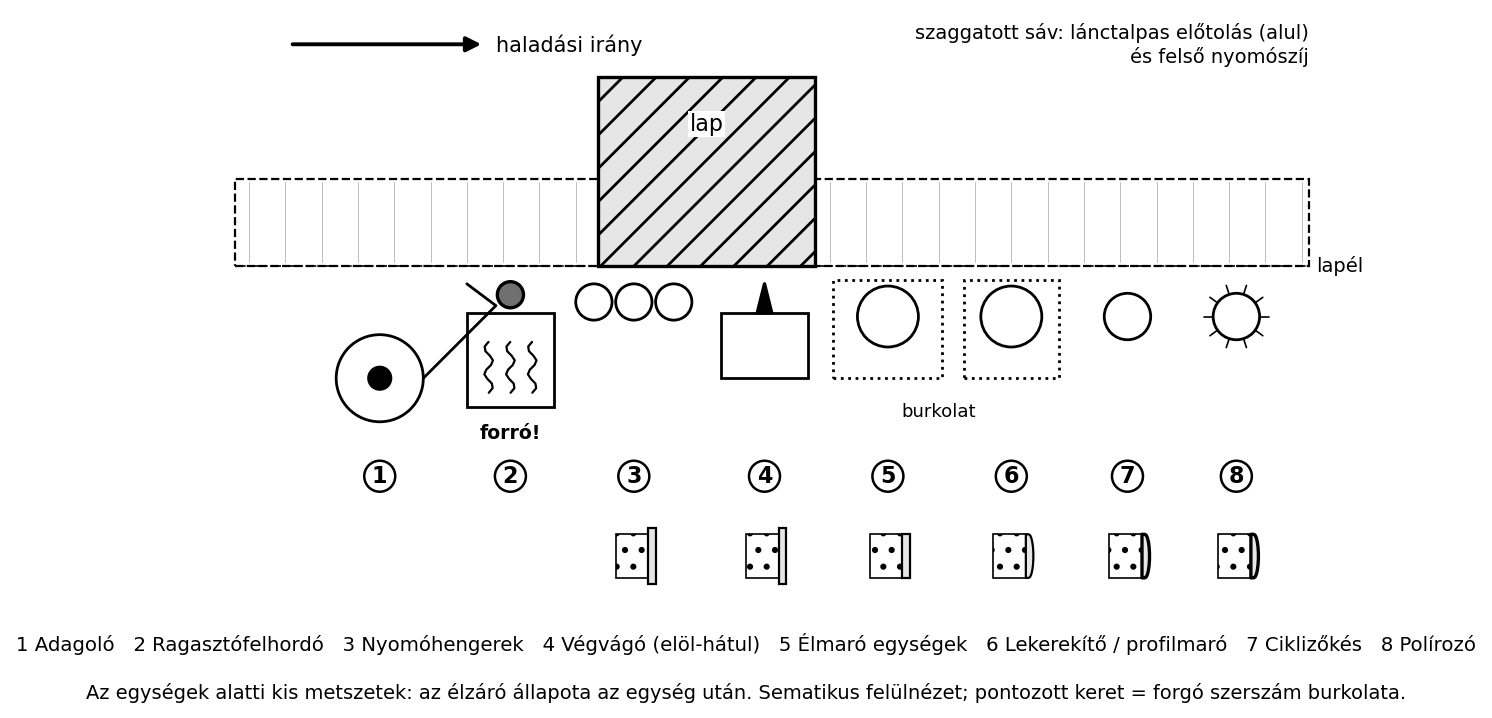 haladási irány
szaggatott sáv: lánctalpas előtolás (alul)
és felső nyomószíj
lap
lapél
forró!
burkolat
1 2 3 4 5 6 7 8
1 Adagoló 2 Ragasztófelhordó 3 Nyomóhengerek 4 Végvágó (elöl-hátul) 5 Élmaró egységek 6 Lekerekítő / profilmaró 7 Ciklizőkés 8 Polírozó
Az egységek alatti kis metszetek: az élzáró állapota az egység után. Sematikus felülnézet; pontozott keret = forgó szerszám burkolata.